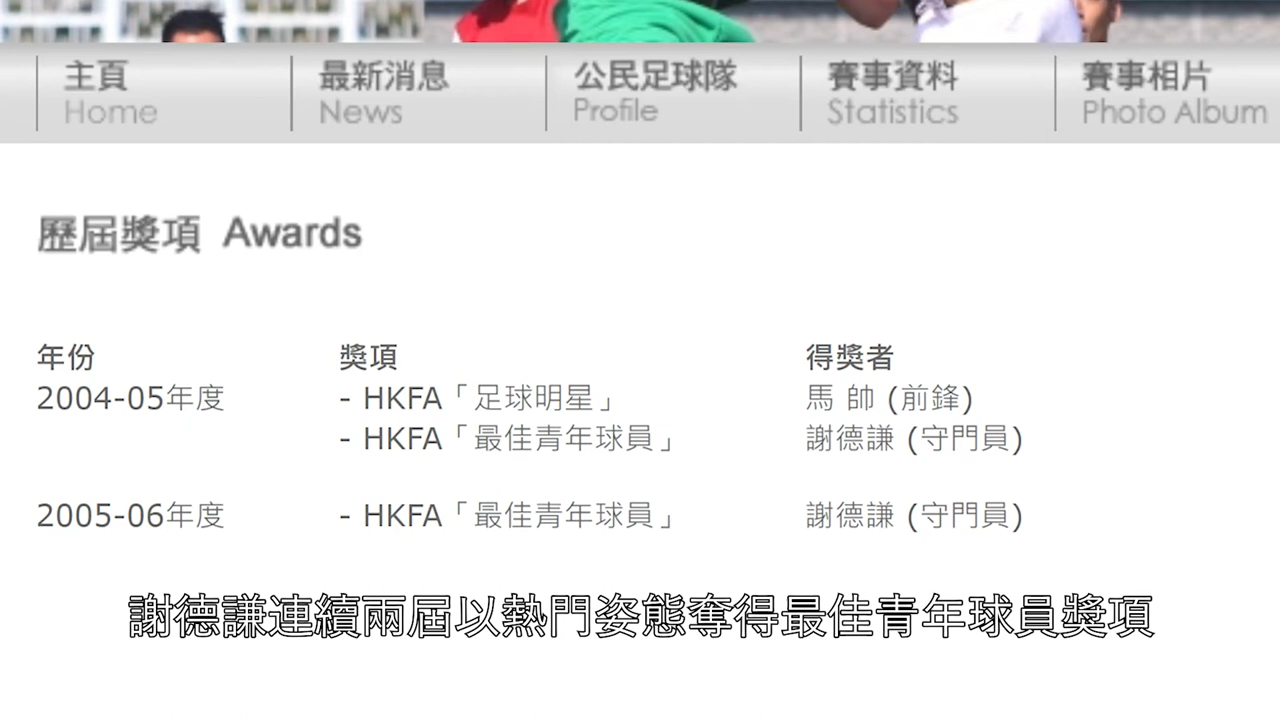 主頁 最新消息 公民足球隊 賽事資料 賽事相片
Home News Profile Statistics Photo Album
歷屆獎項 Awards
年份 獎項 得獎者
2004-05年度 - HKFA「足球明星」 馬 帥 (前鋒)
- HKFA「最佳青年球員」 謝德謙 (守門員)
2005-06年度 - HKFA「最佳青年球員」 謝德謙 (守門員)
謝德謙連續兩屆以熱門姿態奪得最佳青年球員獎項